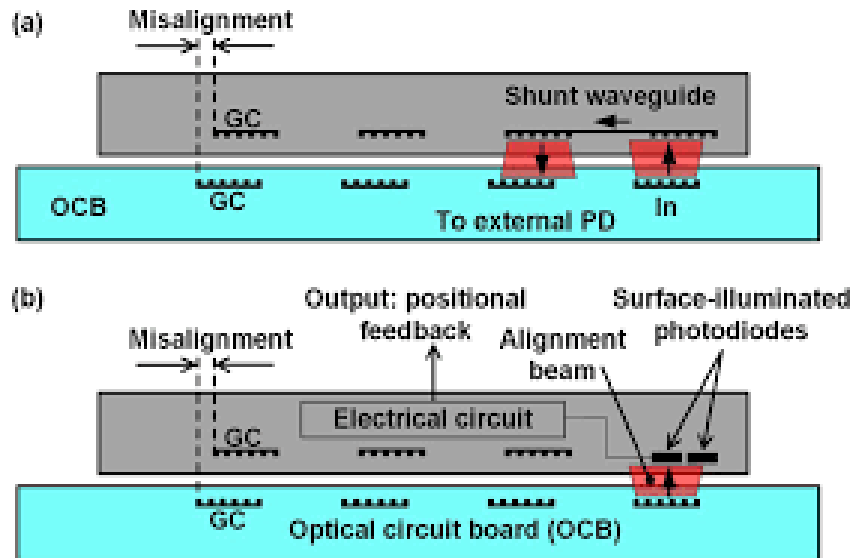 (a)
Misalignment
Shunt waveguide
GC
GC
OCB
To external PD
In
(b)
Output: positional
feedback
Surface-illuminated
photodiodes
Misalignment
Alignment
beam
Electrical circuit
GC
GC
Optical circuit board (OCB)